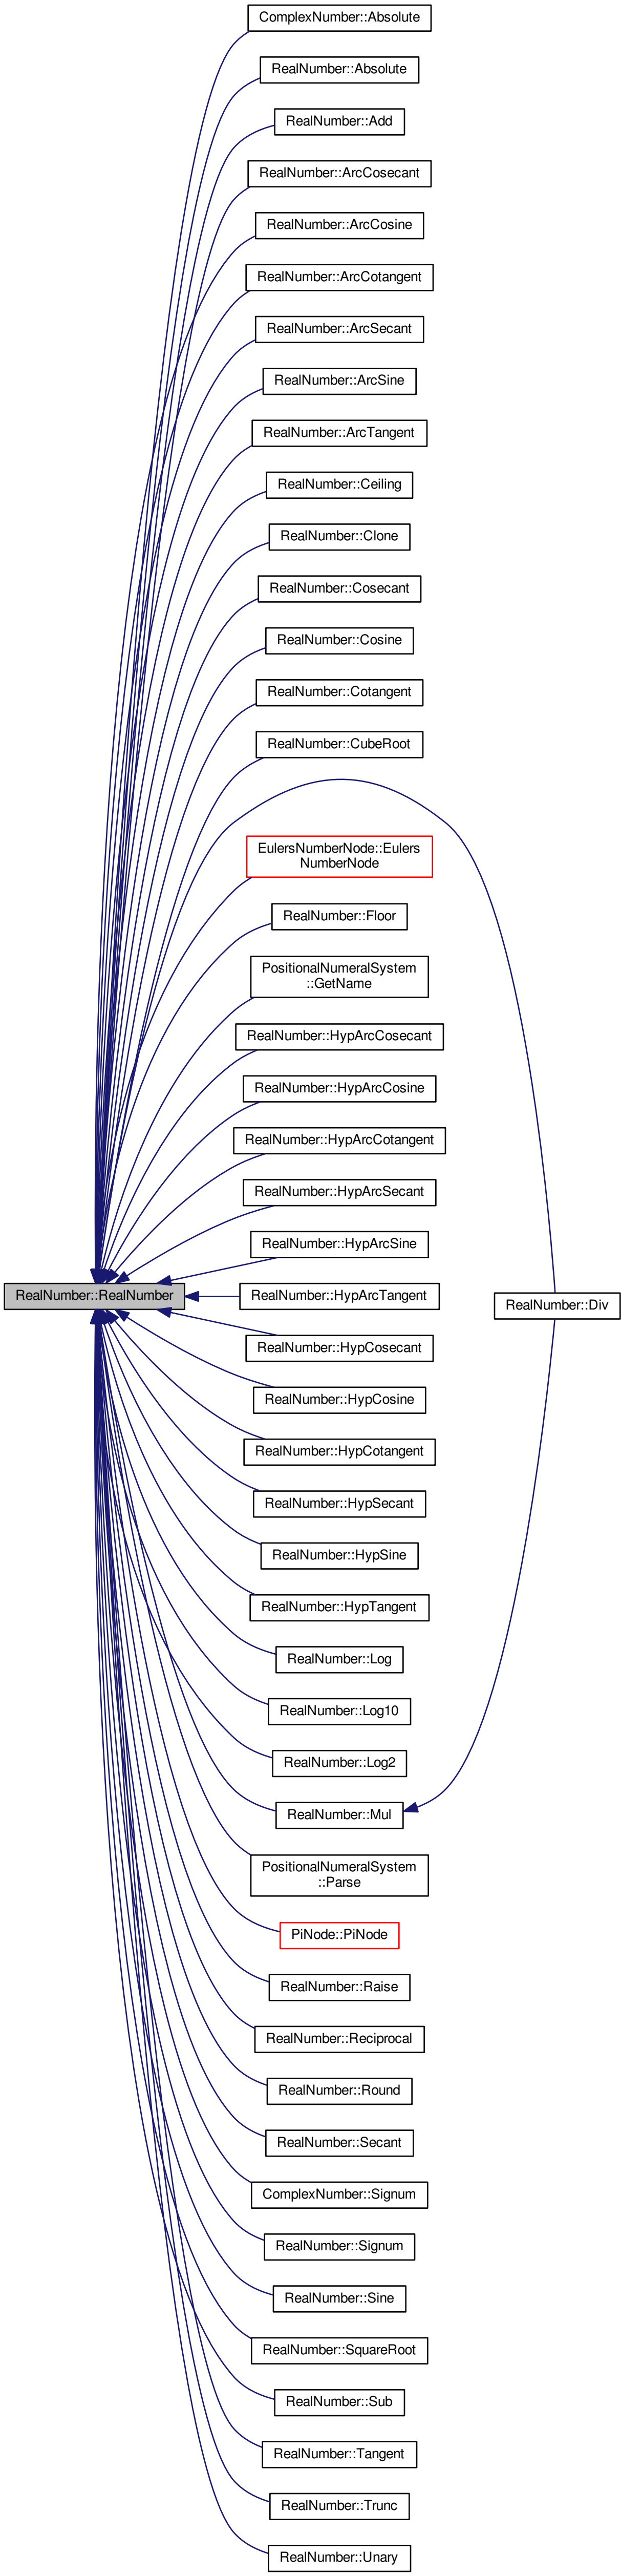 ComplexNumber::Absolute
RealNumber::Absolute
RealNumber::Add
RealNumber::ArcCosecant
RealNumber::ArcCosine
RealNumber::ArcCotangent
RealNumber::ArcSecant
RealNumber::ArcSine
RealNumber::ArcTangent
RealNumber::Ceiling
RealNumber::Clone
RealNumber::Cosecant
RealNumber::Cosine
RealNumber::Cotangent
RealNumber::CubeRoot
EulersNumberNode::Eulers
NumberNode
RealNumber::Floor
PositionalNumeralSystem
::GetName
RealNumber::HypArcCosecant
RealNumber::HypArcCosine
RealNumber::HypArcCotangent
RealNumber::HypArcSecant
RealNumber::HypArcSine
RealNumber::RealNumber
RealNumber::HypArcTangent
RealNumber::Div
RealNumber::HypCosecant
RealNumber::HypCosine
RealNumber::HypCotangent
RealNumber::HypSecant
RealNumber::HypSine
RealNumber::HypTangent
RealNumber::Log
RealNumber::Log10
RealNumber::Log2
RealNumber::Mul
PositionalNumeralSystem
::Parse
PiNode::PiNode
RealNumber::Raise
RealNumber::Reciprocal
RealNumber::Round
RealNumber::Secant
ComplexNumber::Signum
RealNumber::Signum
RealNumber::Sine
RealNumber::SquareRoot
RealNumber::Sub
RealNumber::Tangent
RealNumber::Trunc
RealNumber::Unary